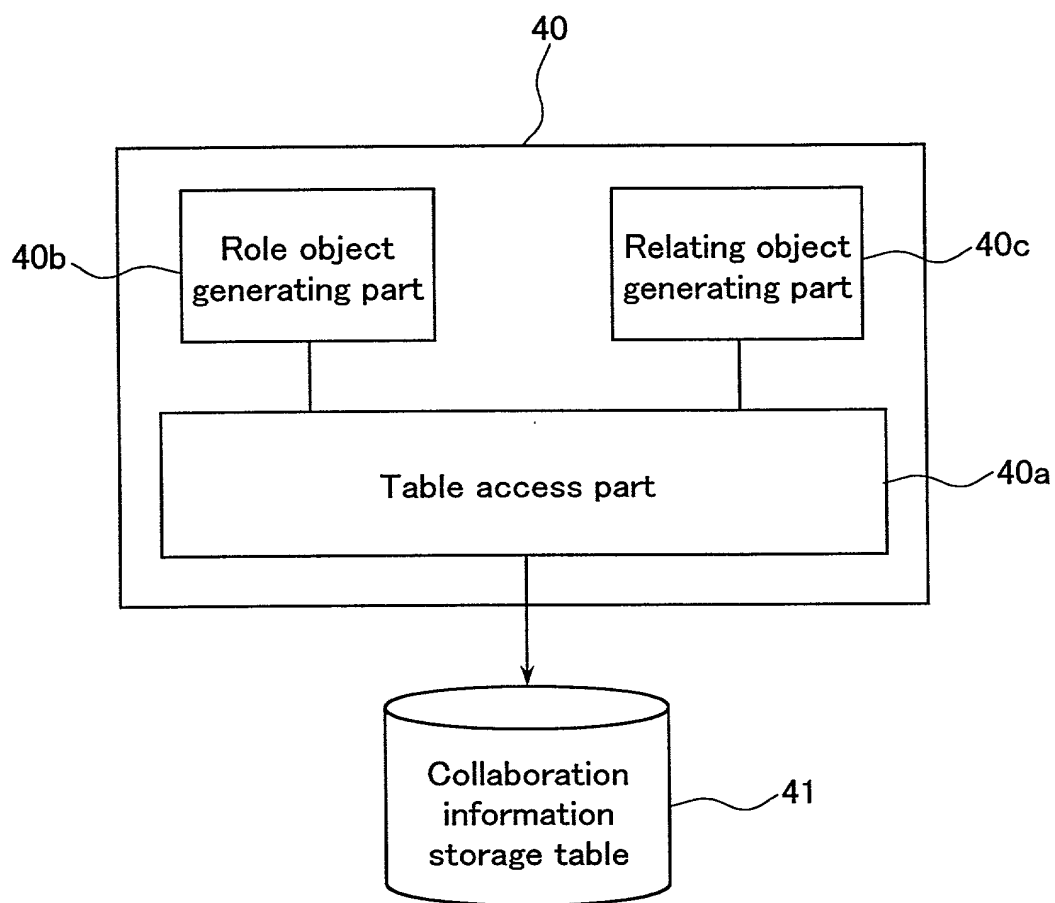 40
40b
Role object
generating part
Relating object
generating part
40c
Table access part
40a
Collaboration
information
storage table
41